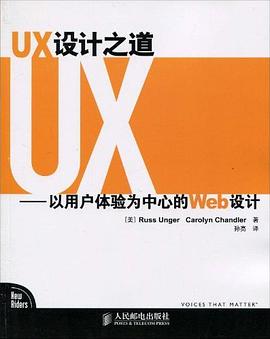 UX设计之道
UX
——以用户体验为中心的Web设计
[美] Russ Unger Carolyn Chandler 著
孙亮 译
New Riders
VOICES THAT MATTER™
人民邮电出版社
POSTS & TELECOM PRESS